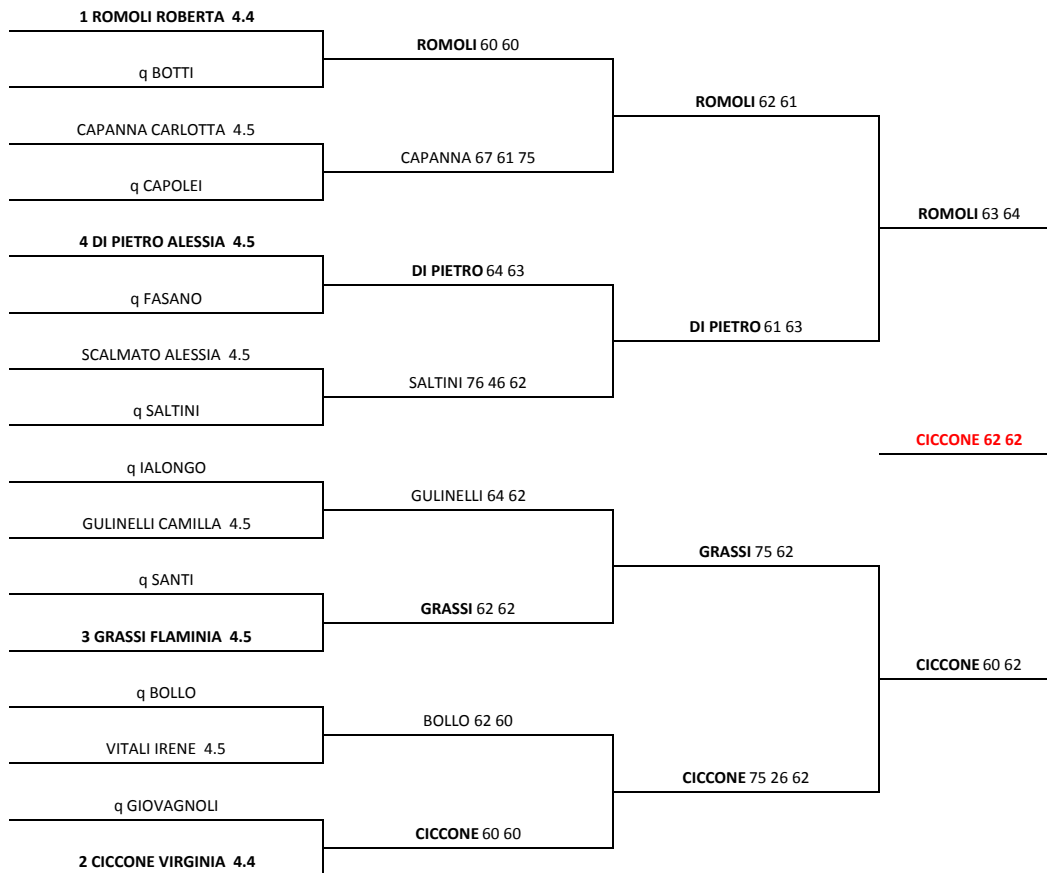 1 ROMOLI ROBERTA 4.4
ROMOLI 60 60
q BOTTI
ROMOLI 62 61
CAPANNA CARLOTTA 4.5
CAPANNA 67 61 75
q CAPOLEI
ROMOLI 63 64
4 DI PIETRO ALESSIA 4.5
DI PIETRO 64 63
q FASANO
DI PIETRO 61 63
SCALMATO ALESSIA 4.5
SALTINI 76 46 62
q SALTINI
CICCONE 62 62
q IALONGO
GULINELLI 64 62
GULINELLI CAMILLA 4.5
GRASSI 75 62
q SANTI
GRASSI 62 62
3 GRASSI FLAMINIA 4.5
CICCONE 60 62
q BOLLO
BOLLO 62 60
VITALI IRENE 4.5
CICCONE 75 26 62
q GIOVAGNOLI
CICCONE 60 60
2 CICCONE VIRGINIA 4.4